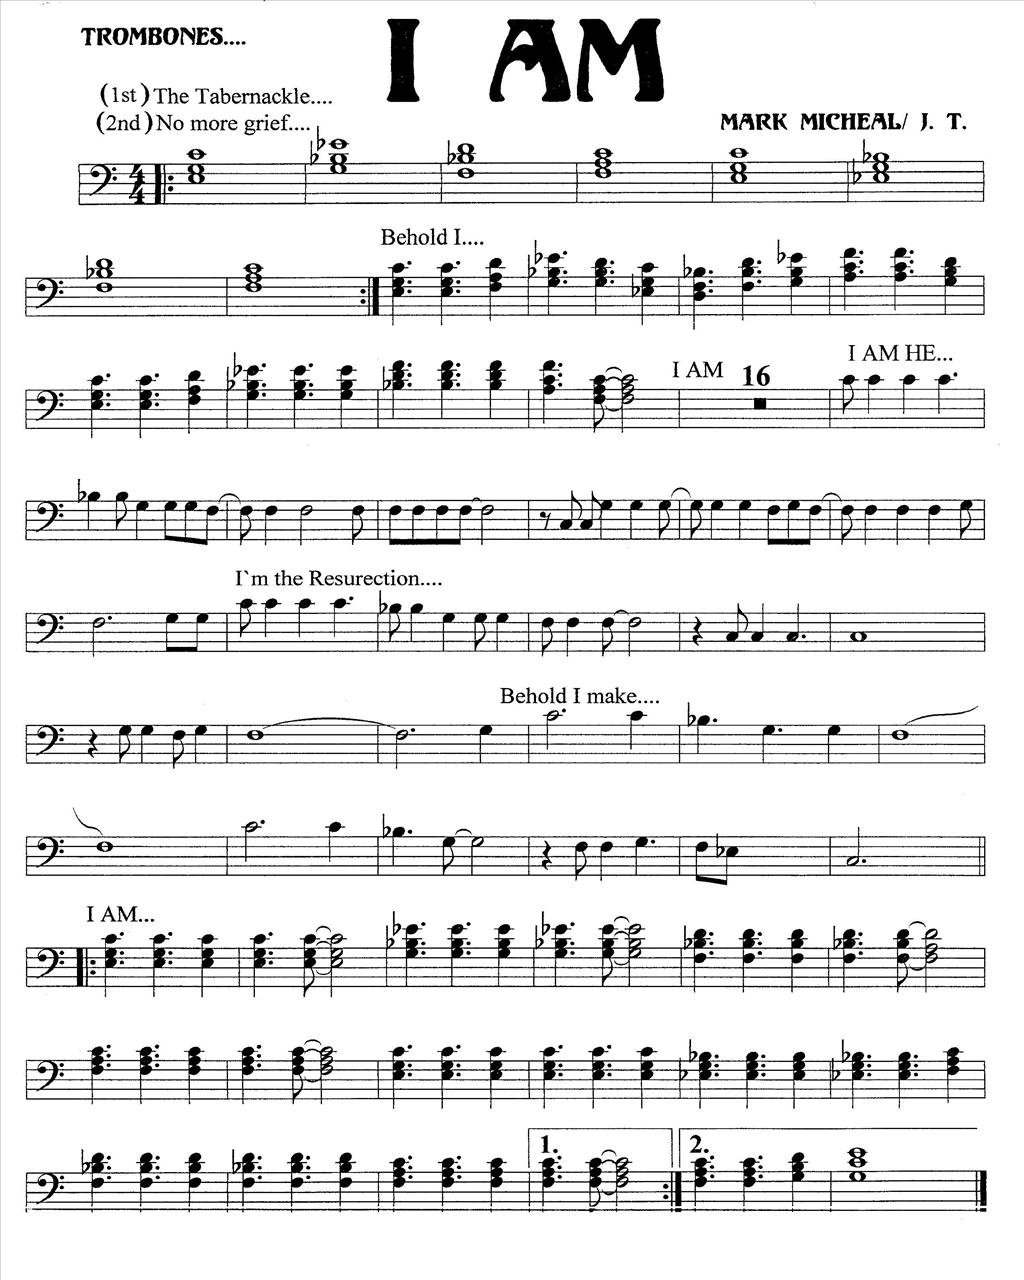 TROMBONES....
I AM
(1st) The Tabernackle....
(2nd) No more grief....
MARK MICHEAL/ J. T.
4
4
Behold I....
I AM
16
I AM HE...
I`m the Resurection....
Behold I make....
I AM...
1.
2.